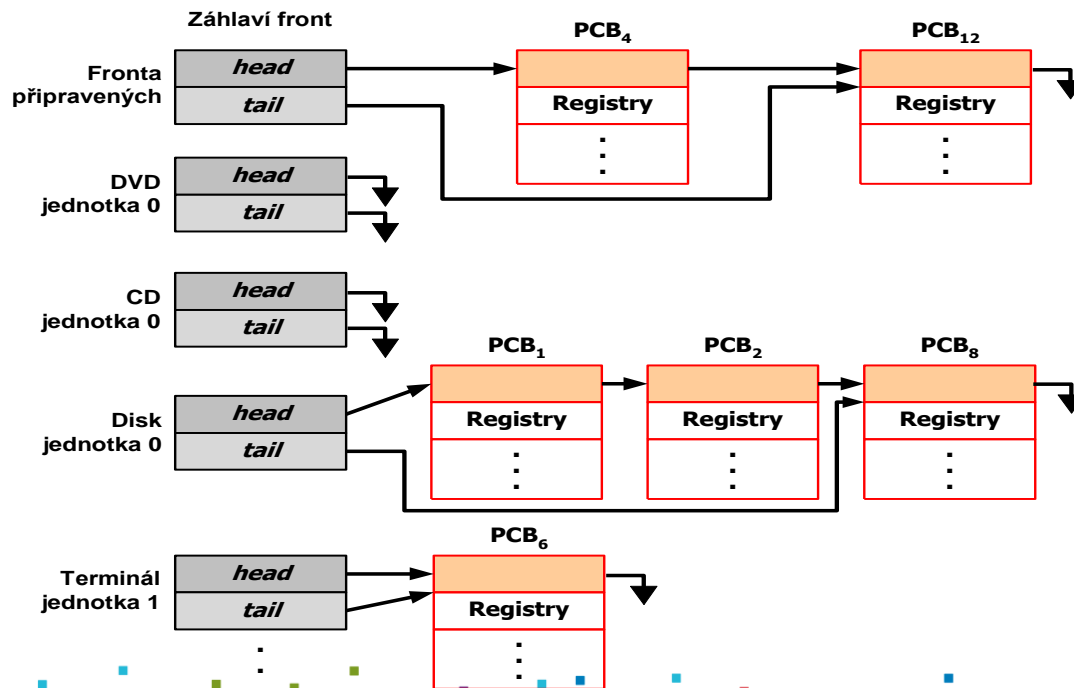 Záhlaví front
Fronta
připravených
head
tail
PCB4
Registry
PCB12
Registry
DVD
jednotka 0
head
tail
CD
jednotka 0
head
tail
Disk
jednotka 0
head
tail
PCB1
Registry
PCB2
Registry
PCB8
Registry
Terminál
jednotka 1
head
tail
PCB6
Registry